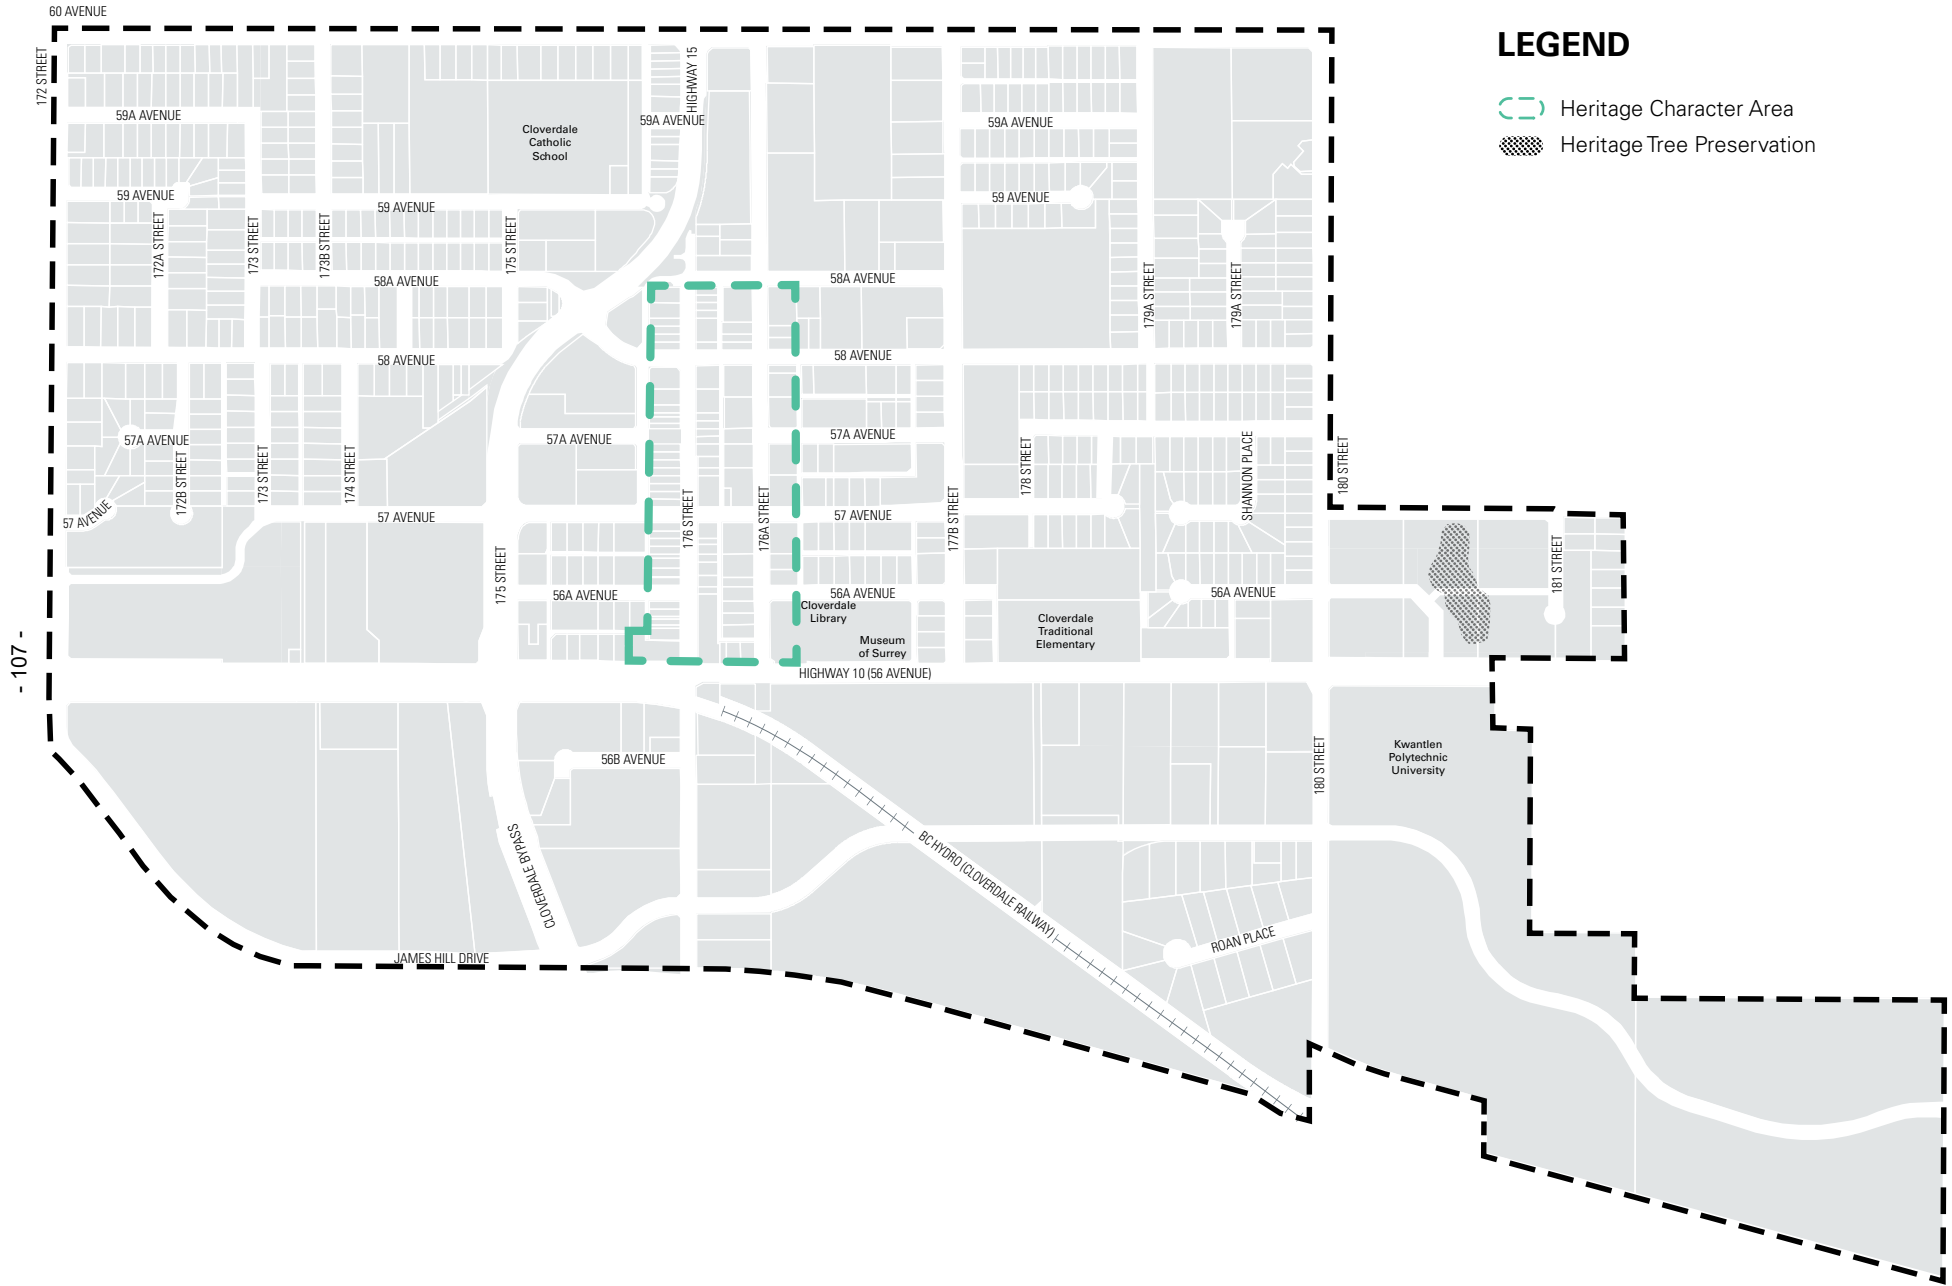 60 AVENUE
172 STREET
HIGHWAY 15
LEGEND
Heritage Character Area
Heritage Tree Preservation
59A AVENUE
59A AVENUE
59A AVENUE
Cloverdale
Catholic
School
59 AVENUE
59 AVENUE
59 AVENUE
172A STREET
173 STREET
173B STREET
175 STREET
58A AVENUE
58A AVENUE
179A STREET
179A STREET
58 AVENUE
58 AVENUE
57A AVENUE
57A AVENUE
57A AVENUE
172B STREET
173 STREET
174 STREET
178 STREET
SHANNON PLACE
180 STREET
57 AVENUE
57 AVENUE
57 AVENUE
176 STREET
176A STREET
177B STREET
175 STREET
181 STREET
56A AVENUE
56A AVENUE
56A AVENUE
Cloverdale
Library
Museum
of Surrey
Cloverdale
Traditional
Elementary
HIGHWAY 10 (56 AVENUE)
- 107 -
56B AVENUE
180 STREET
Kwantlen
Polytechnic
University
CLOVERDALE BYPASS
BC HYDRO (CLOVERDALE RAILWAY)
ROAN PLACE
JAMES HILL DRIVE